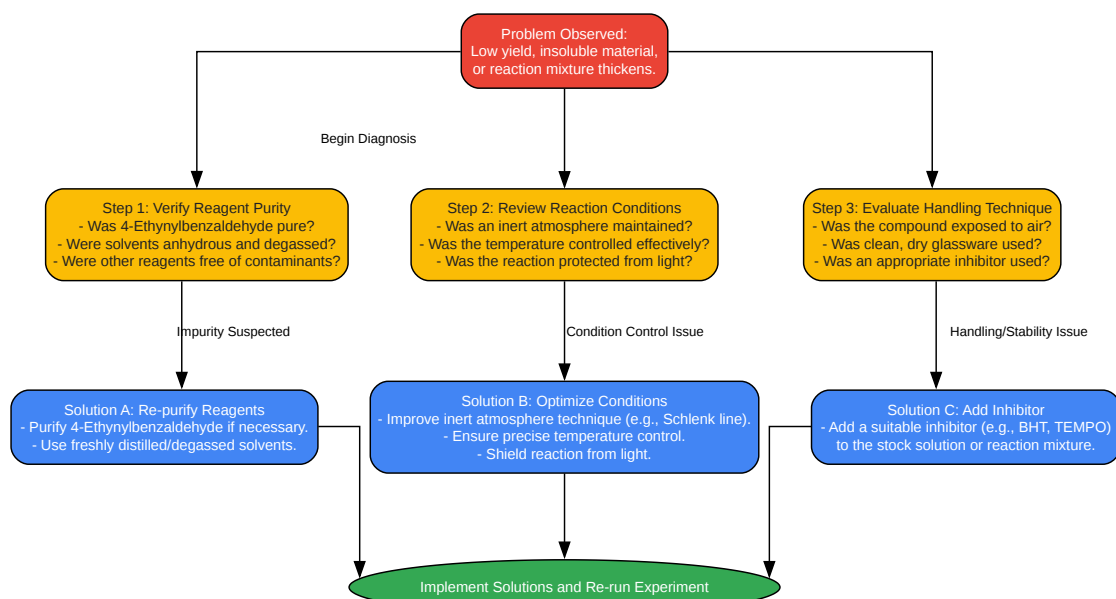 Problem Observed:
Low yield, insoluble material,
or reaction mixture thickens.
Begin Diagnosis
Step 1: Verify Reagent Purity
- Was 4-Ethynylbenzaldehyde pure?
- Were solvents anhydrous and degassed?
- Were other reagents free of contaminants?
Step 2: Review Reaction Conditions
- Was an inert atmosphere maintained?
- Was the temperature controlled effectively?
- Was the reaction protected from light?
Step 3: Evaluate Handling Technique
- Was the compound exposed to air?
- Was clean, dry glassware used?
- Was an appropriate inhibitor used?
Impurity Suspected
Condition Control Issue
Handling/Stability Issue
Solution A: Re-purify Reagents
- Purify 4-Ethynylbenzaldehyde if necessary.
- Use freshly distilled/degassed solvents.
Solution B: Optimize Conditions
- Improve inert atmosphere technique (e.g., Schlenk line).
- Ensure precise temperature control.
- Shield reaction from light.
Solution C: Add Inhibitor
- Add a suitable inhibitor (e.g., BHT, TEMPO)
to the stock solution or reaction mixture.
Implement Solutions and Re-run Experiment